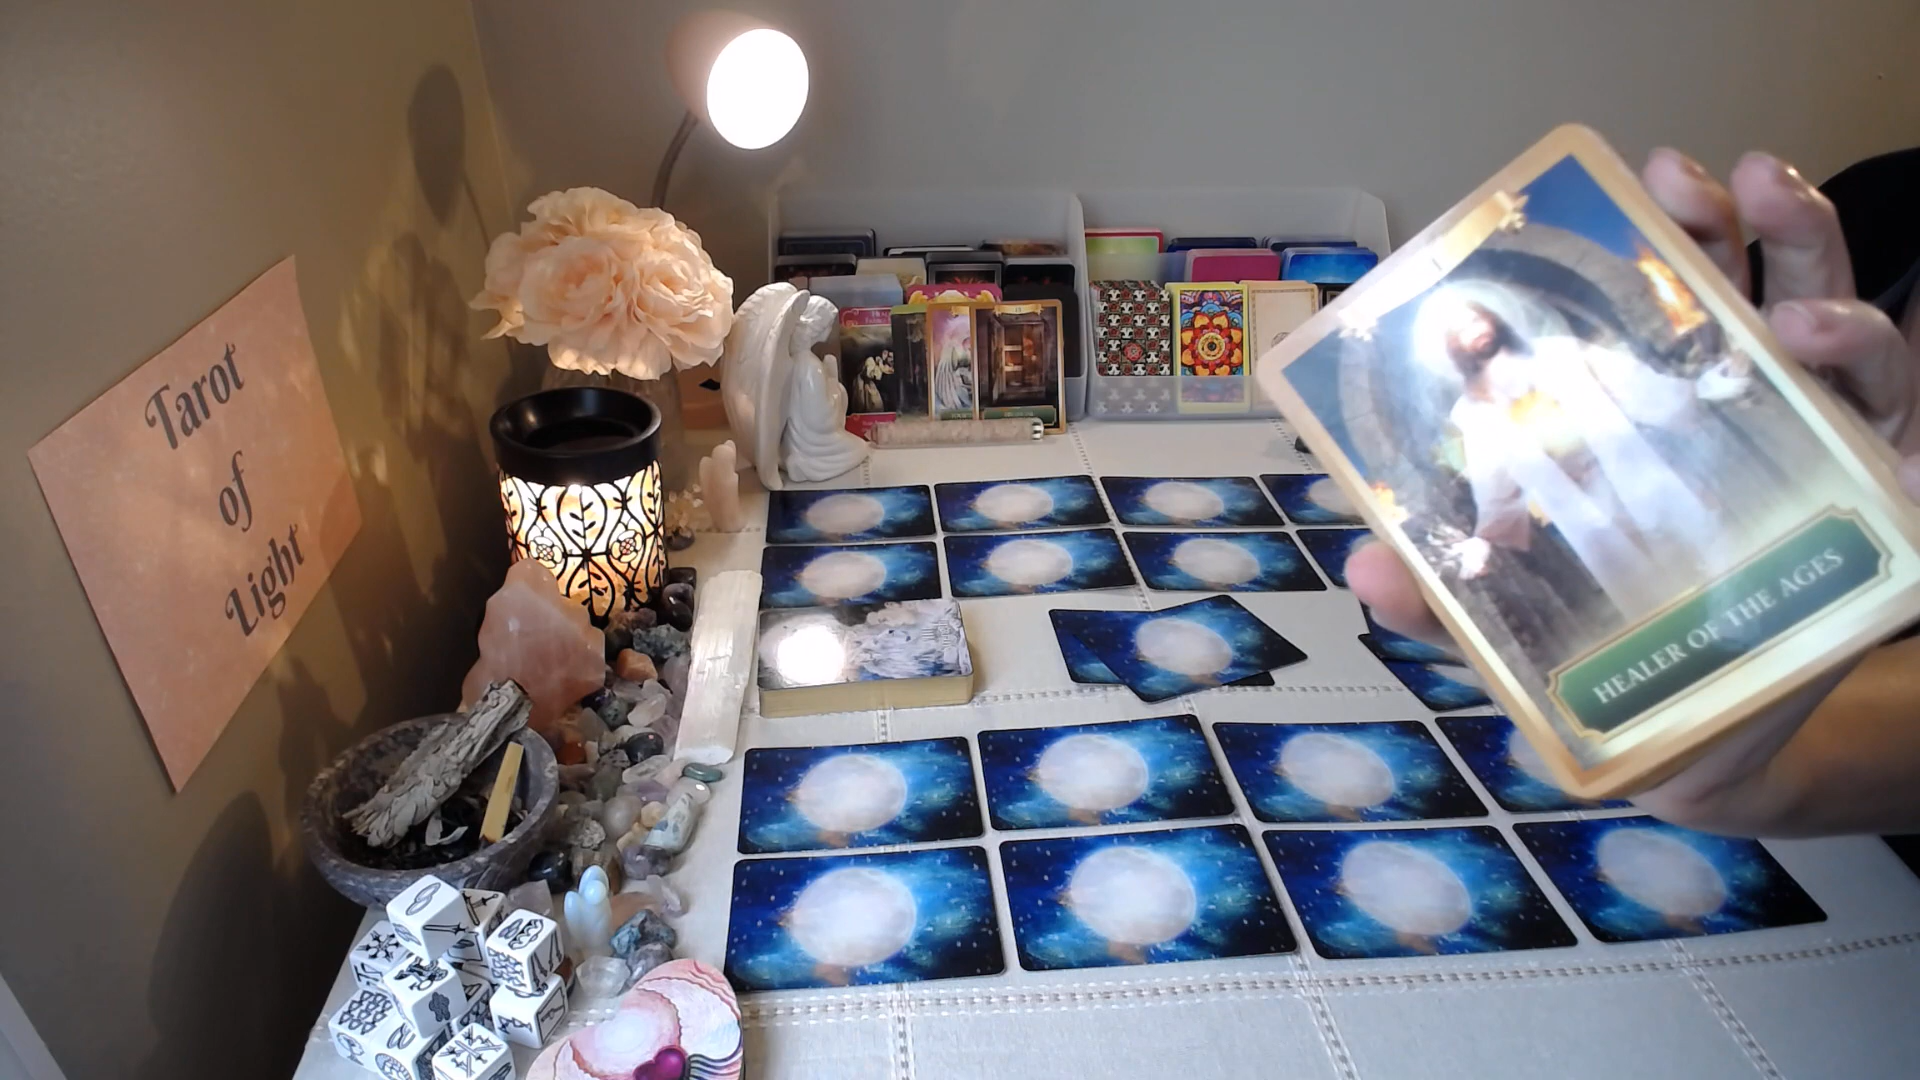 Tarot
of
Light
HEALER OF THE AGES